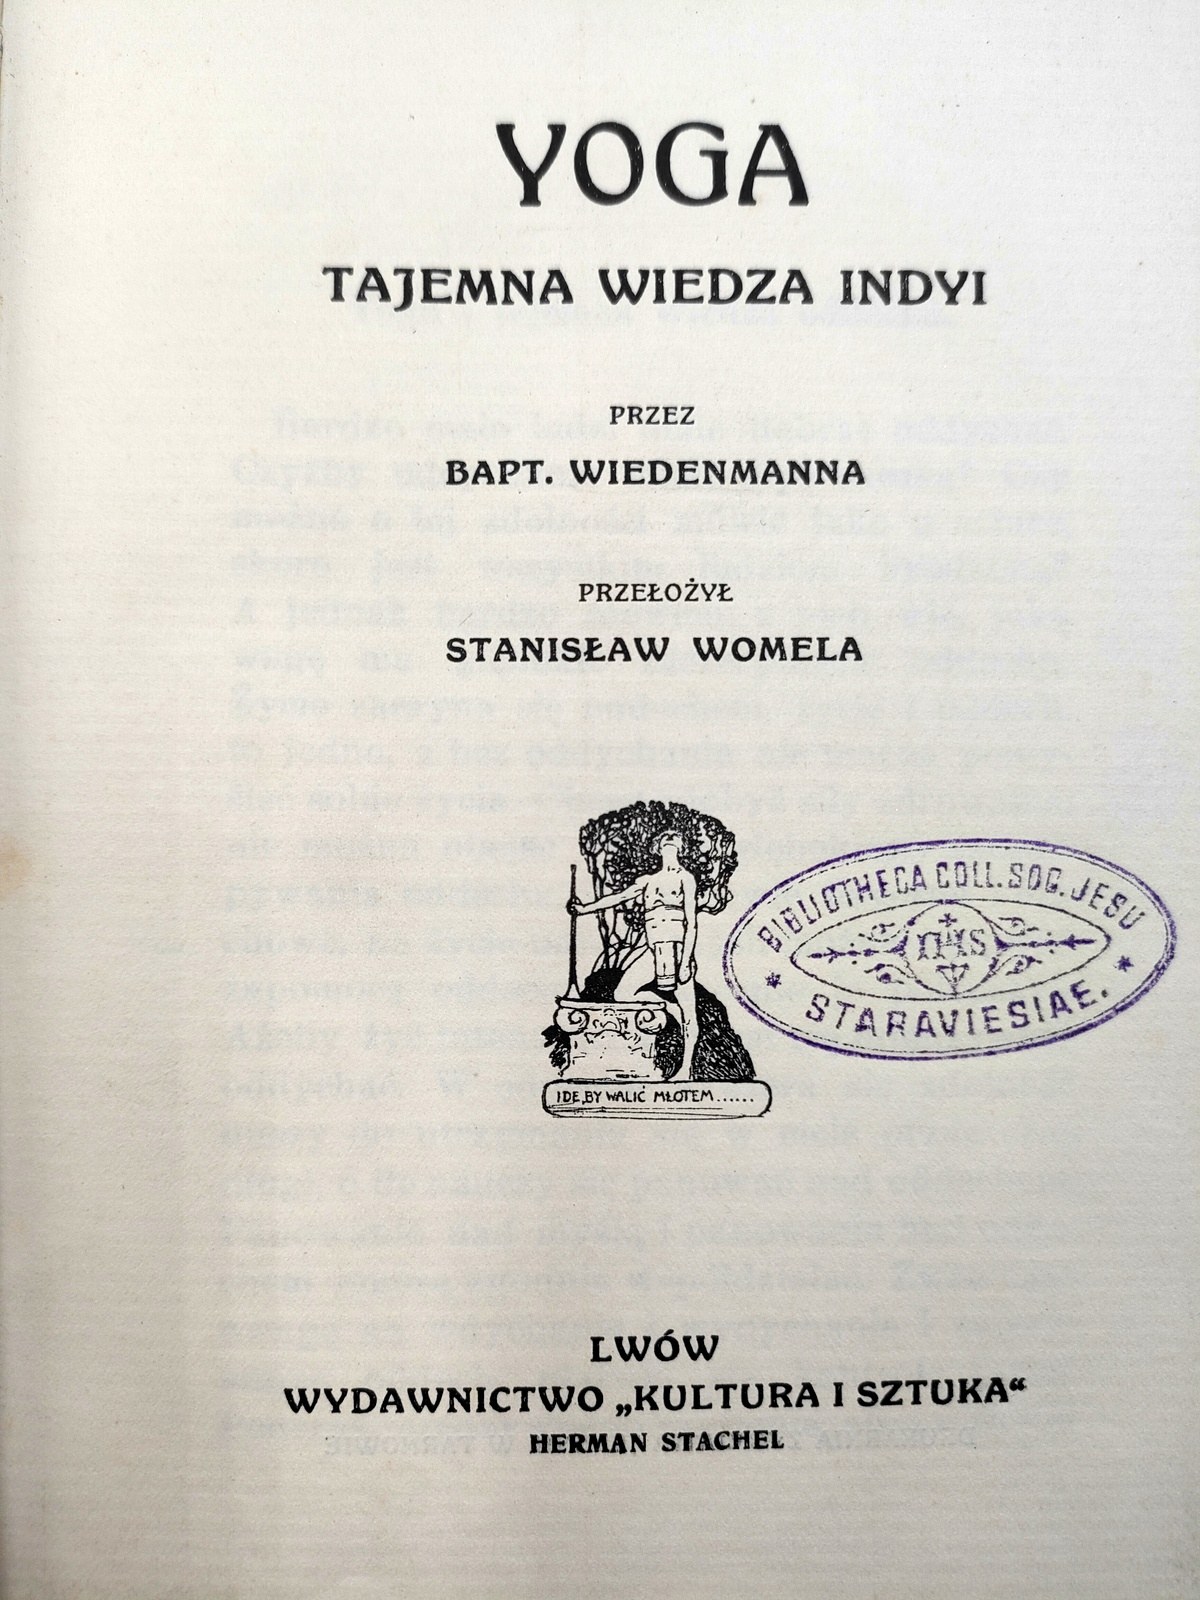 YOGA
TAJEMNA WIEDZA INDYI
PRZEZ
BAPT. WIEDENMANNA
PRZEŁOŻYŁ
STANISŁAW WOMELA
BIBLIOTHECA COLL. SOC. JESU
IHS
STARAVIESIAE.
IDĘ, BY WALIĆ MŁOTEM......
LWÓW
WYDAWNICTWO „KULTURA I SZTUKA“
HERMAN STACHEL